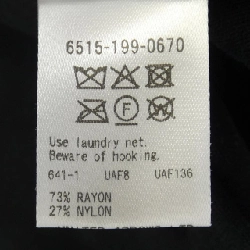 6515-199-0670
F
Use laundry net.
Beware of hooking.
641-1 UAF8 UAF136
73% RAYON
27% NYLON